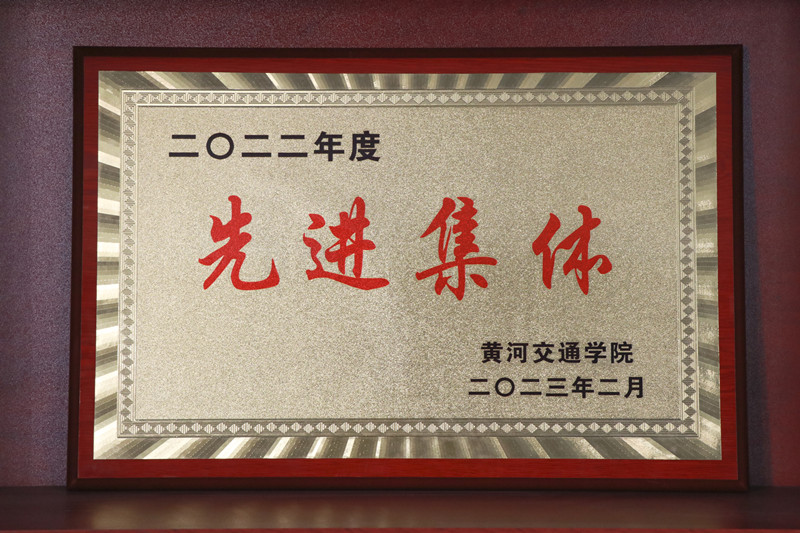 二〇二二年度
先进集体
黄河交通学院
二〇二三年二月